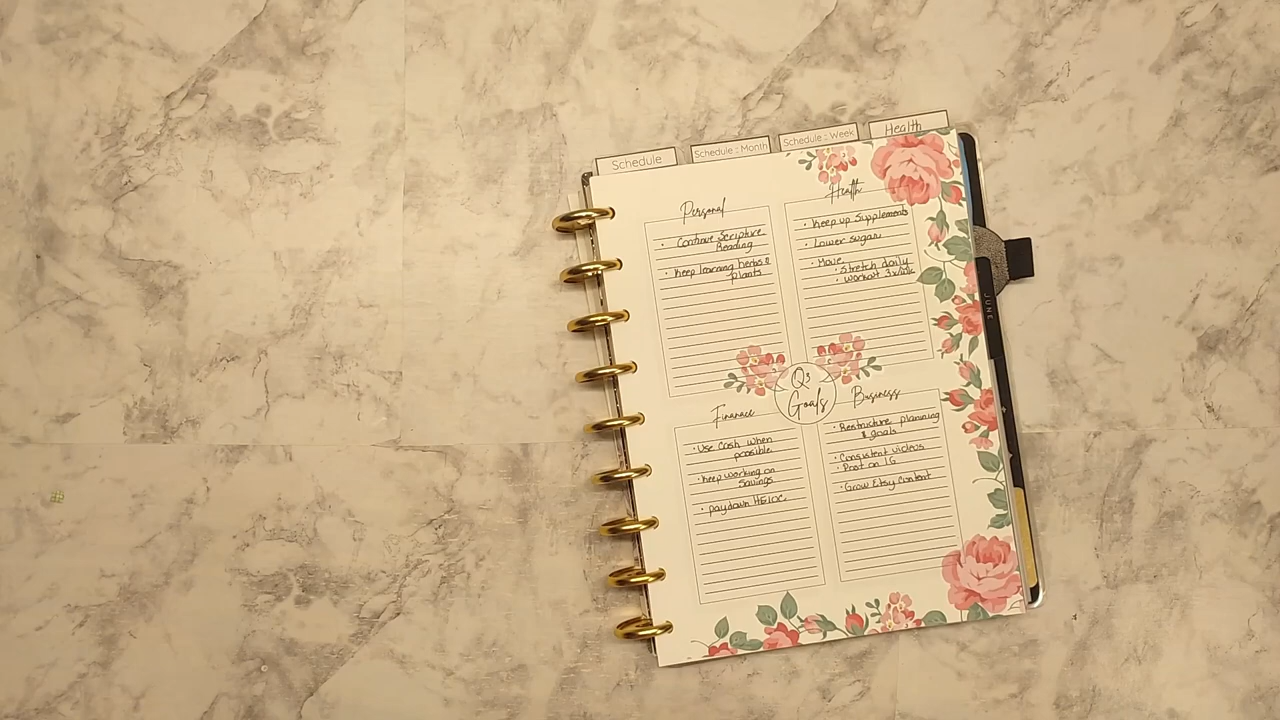 Schedule
Schedule : Month
Schedule : Week
Health
Personal
• Continue Scripture
Reading
• Keep learning herbs &
plants
Health
• Keep up Supplements
• Lower sugar
• Move
• Stretch daily
• workout 3x/wk
Q3
Goals
Finance
• Use Cash when
possible.
• Keep working on
Savings
• paydown HELOC
Business
• Restructure planning
& goals
• Consistent videos
• Post on IG
• Grow Etsy Content
JUNE